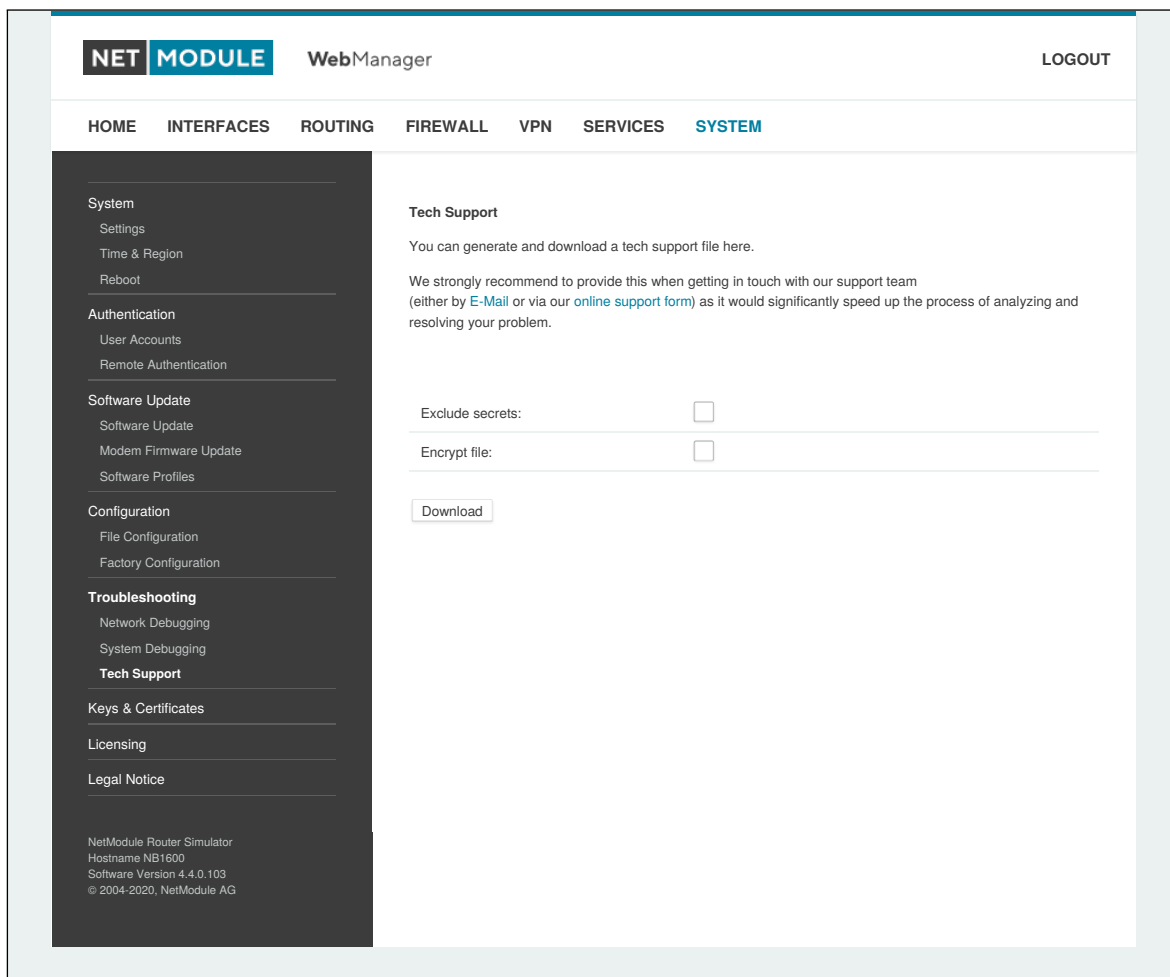 NET MODULE WebManager LOGOUT
HOME INTERFACES ROUTING FIREWALL VPN SERVICES SYSTEM
System
Settings
Time & Region
Reboot
Authentication
User Accounts
Remote Authentication
Software Update
Software Update
Modem Firmware Update
Software Profiles
Configuration
File Configuration
Factory Configuration
Troubleshooting
Network Debugging
System Debugging
Tech Support
Keys & Certificates
Licensing
Legal Notice
NetModule Router Simulator
Hostname NB1600
Software Version 4.4.0.103
© 2004-2020, NetModule AG
Tech Support
You can generate and download a tech support file here.
We strongly recommend to provide this when getting in touch with our support team
(either by E-Mail or via our online support form) as it would significantly speed up the process of analyzing and
resolving your problem.
Exclude secrets:
Encrypt file:
Download